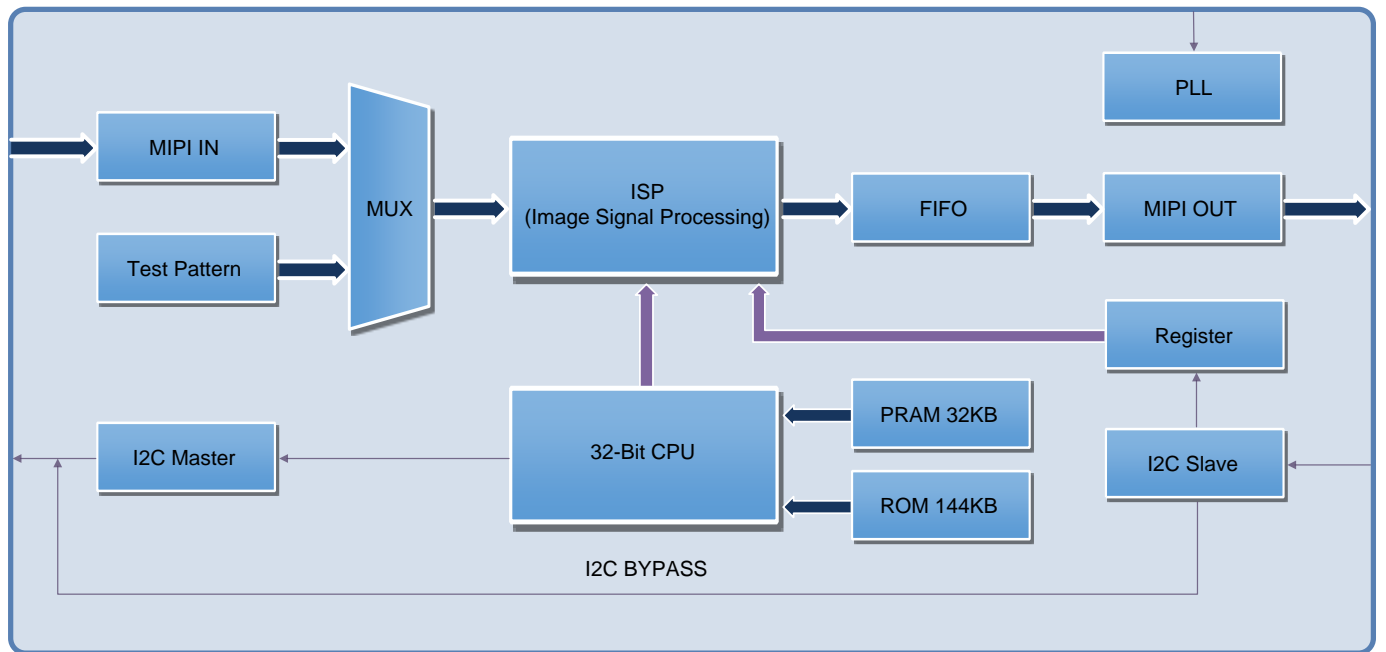 PLL
MIPI IN
ISP
(Image Signal Processing)
MUX
FIFO
MIPI OUT
Test Pattern
Register
PRAM 32KB
32-Bit CPU
I2C Master
I2C Slave
ROM 144KB
I2C BYPASS